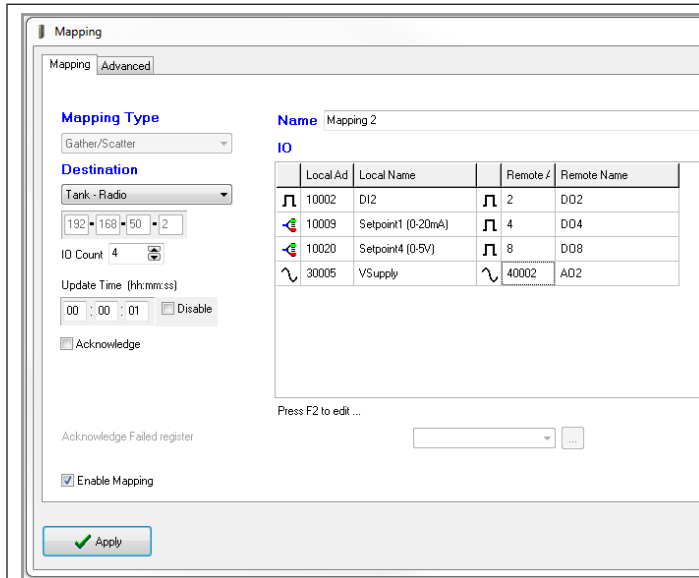 Mapping
Mapping Advanced
Mapping Type
Gather/Scatter
Name Mapping 2
IO
Destination
Tank - Radio
192 168 50 2
IO Count 4
Update Time (hh:mm:ss)
00 : 00 : 01 Disable
Acknowledge
Local Ad Local Name Remote A Remote Name
10002 DI2 2 DO2
10009 Setpoint1 (0-20mA) 4 DO4
10020 Setpoint4 (0-5V) 8 DO8
30005 VSupply 40002 AO2
Press F2 to edit ...
Acknowledge Failed register
...
Enable Mapping
Apply